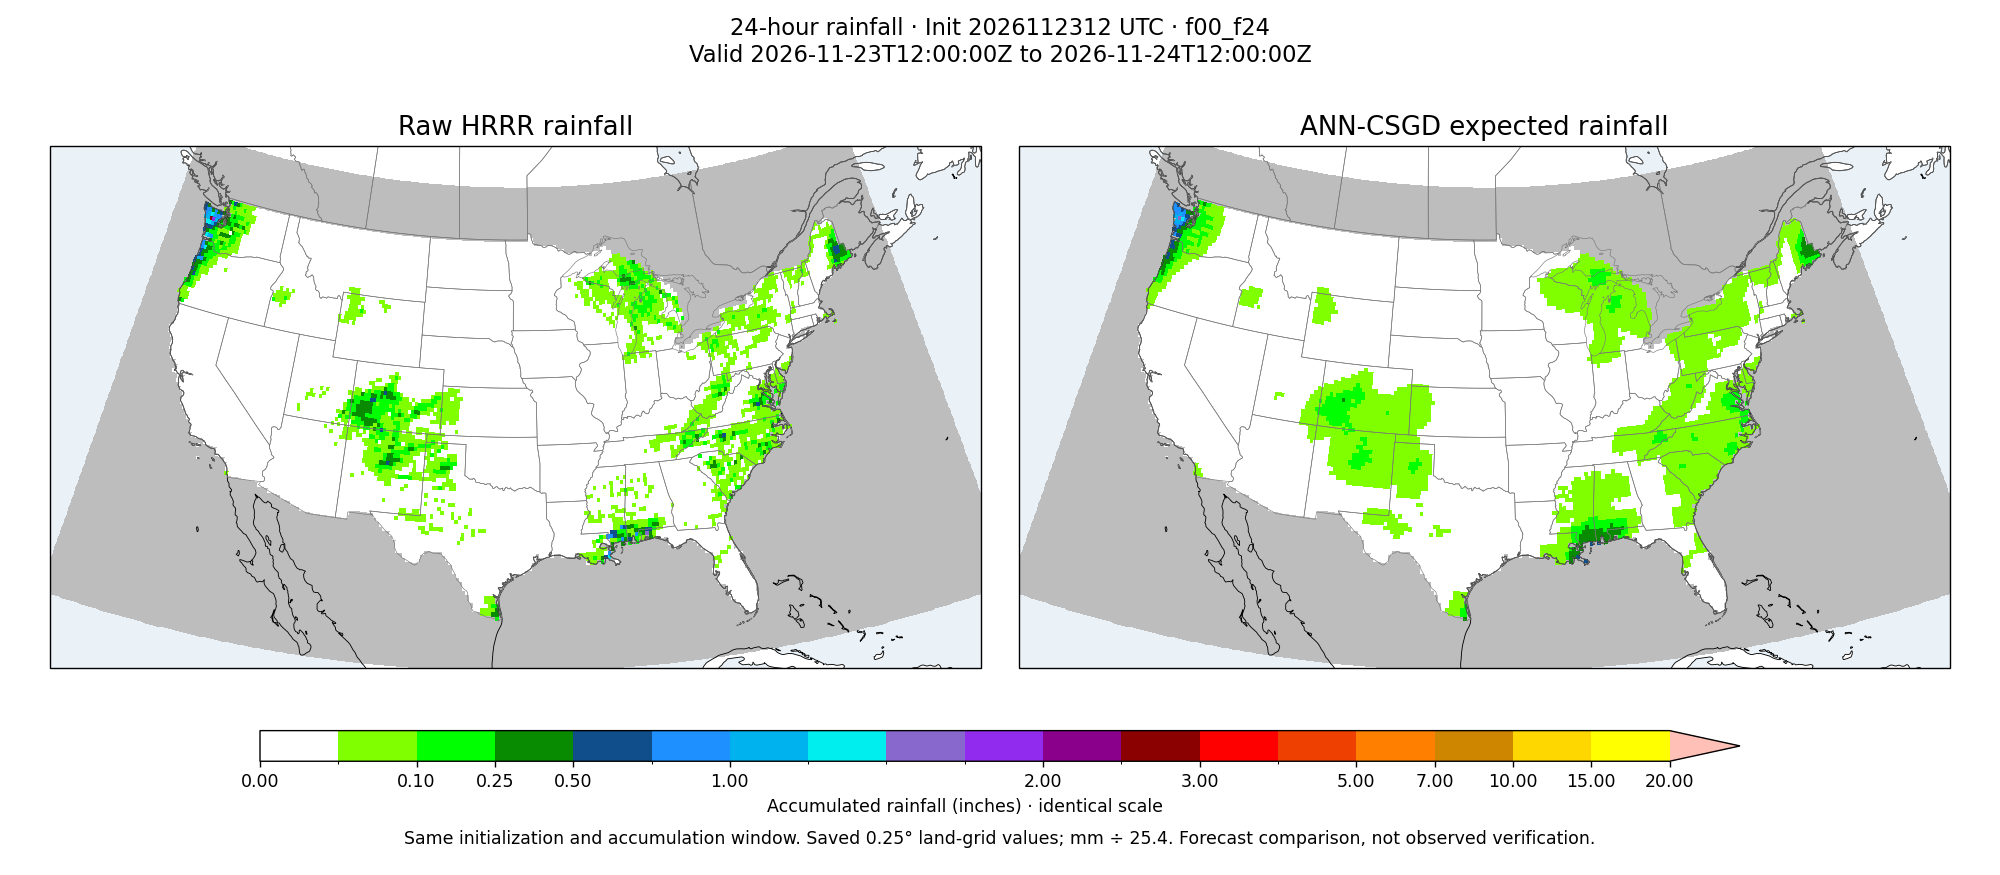 24-hour rainfall · Init 2026112312 UTC · f00_f24
Valid 2026-11-23T12:00:00Z to 2026-11-24T12:00:00Z
Raw HRRR rainfall
ANN-CSGD expected rainfall
0.00 0.10 0.25 0.50 1.00 2.00 3.00 5.00 7.00 10.00 15.00 20.00
Accumulated rainfall (inches) · identical scale
Same initialization and accumulation window. Saved 0.25° land-grid values; mm ÷ 25.4. Forecast comparison, not observed verification.